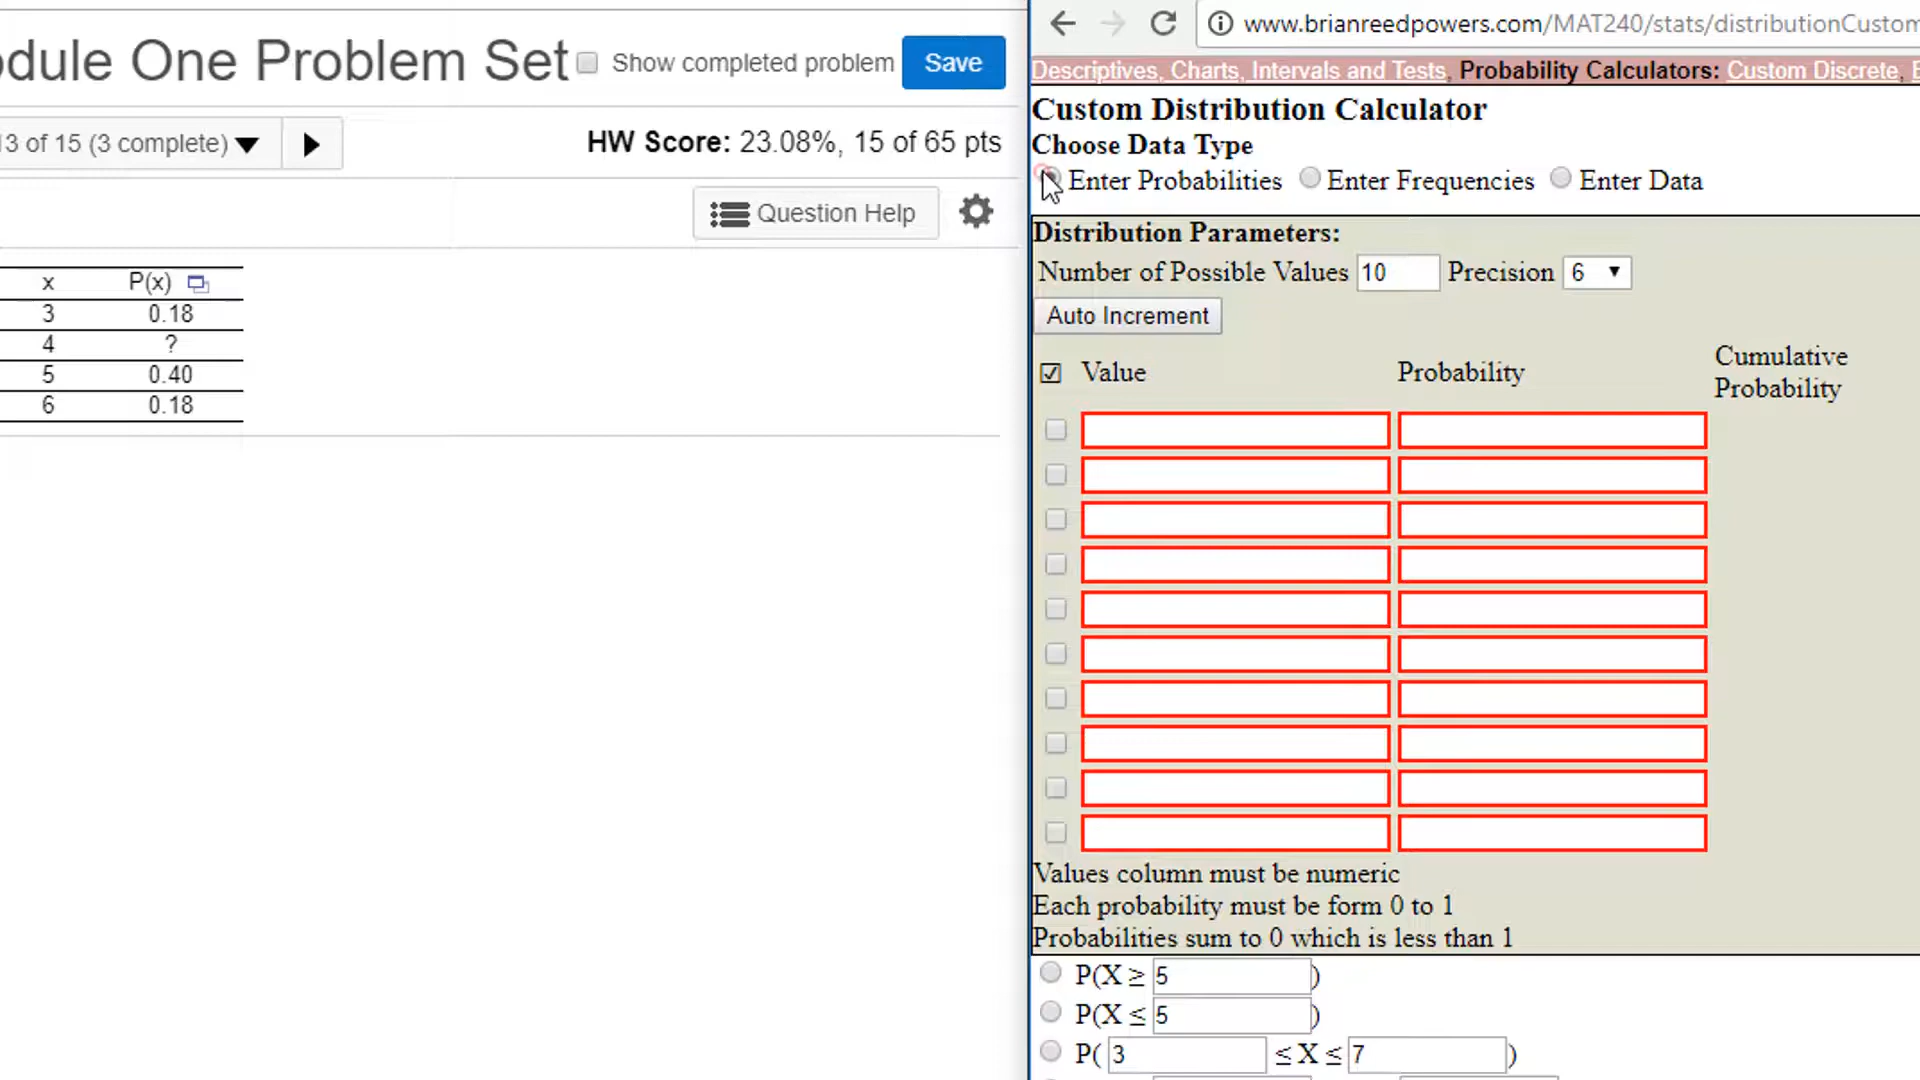 odule One Problem Set Show completed problem Save
13 of 15 (3 complete) HW Score: 23.08%, 15 of 65 pts
Question Help
x P(x)
3 0.18
4 ?
5 0.40
6 0.18
www.brianreedpowers.com/MAT240/stats/distributionCustom
Descriptives, Charts, Intervals and Tests, Probability Calculators: Custom Discrete,
Custom Distribution Calculator
Choose Data Type
Enter Probabilities Enter Frequencies Enter Data
Distribution Parameters:
Number of Possible Values 10 Precision 6
Auto Increment
Value Probability Cumulative
Probability
Values column must be numeric
Each probability must be form 0 to 1
Probabilities sum to 0 which is less than 1
P(X ≥ 5 )
P(X ≤ 5 )
P( 3 ≤ X ≤ 7 )